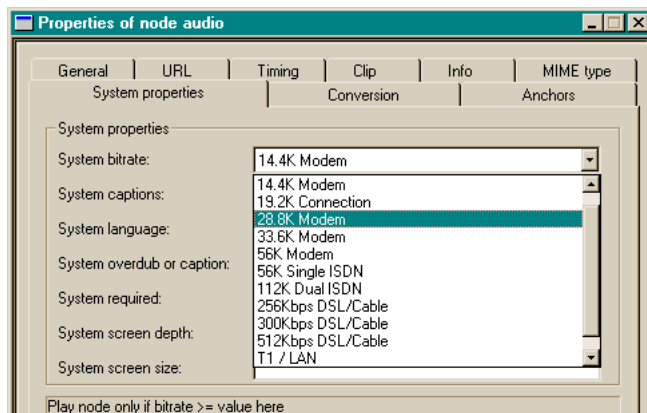 Properties of node audio
General URL Timing Clip Info MIME type
System properties Conversion Anchors
System properties
System bitrate: 14.4K Modem
14.4K Modem
System captions:
19.2K Connection
28.8K Modem
System language:
33.6K Modem
56K Modem
System overdub or caption:
56K Single ISDN
112K Dual ISDN
System required:
256Kbps DSL/Cable
300Kbps DSL/Cable
System screen depth:
512Kbps DSL/Cable
T1 / LAN
System screen size:
Play node only if bitrate >= value here